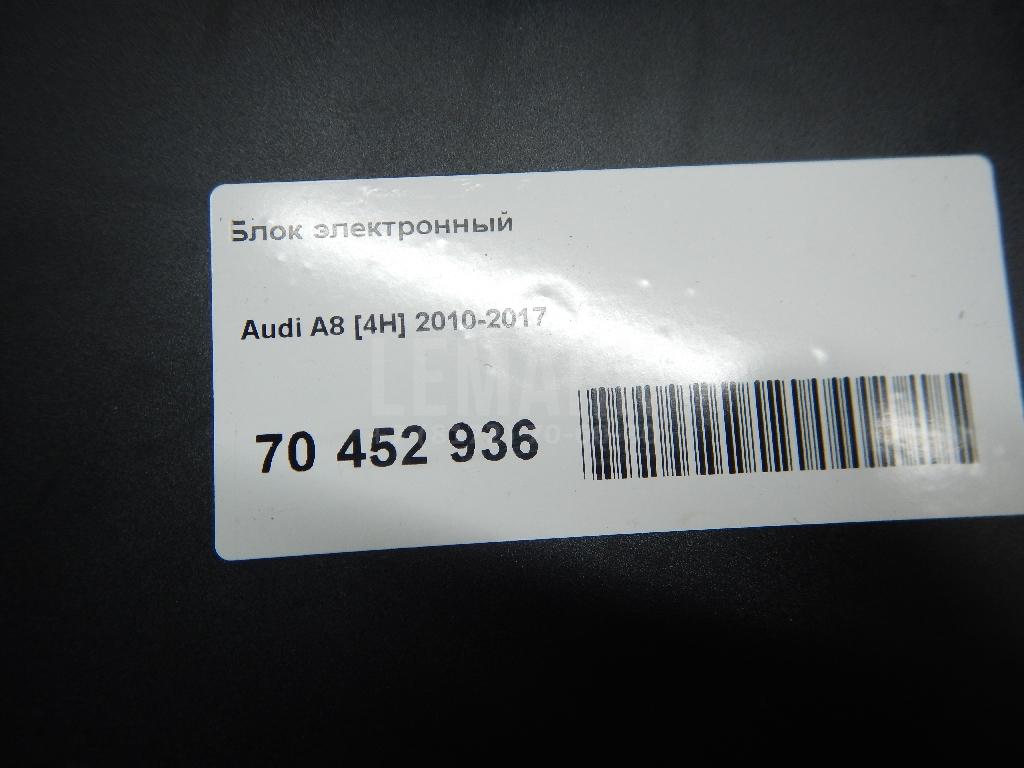 Блок электронный
Audi A8 [4H] 2010-2017
70 452 936